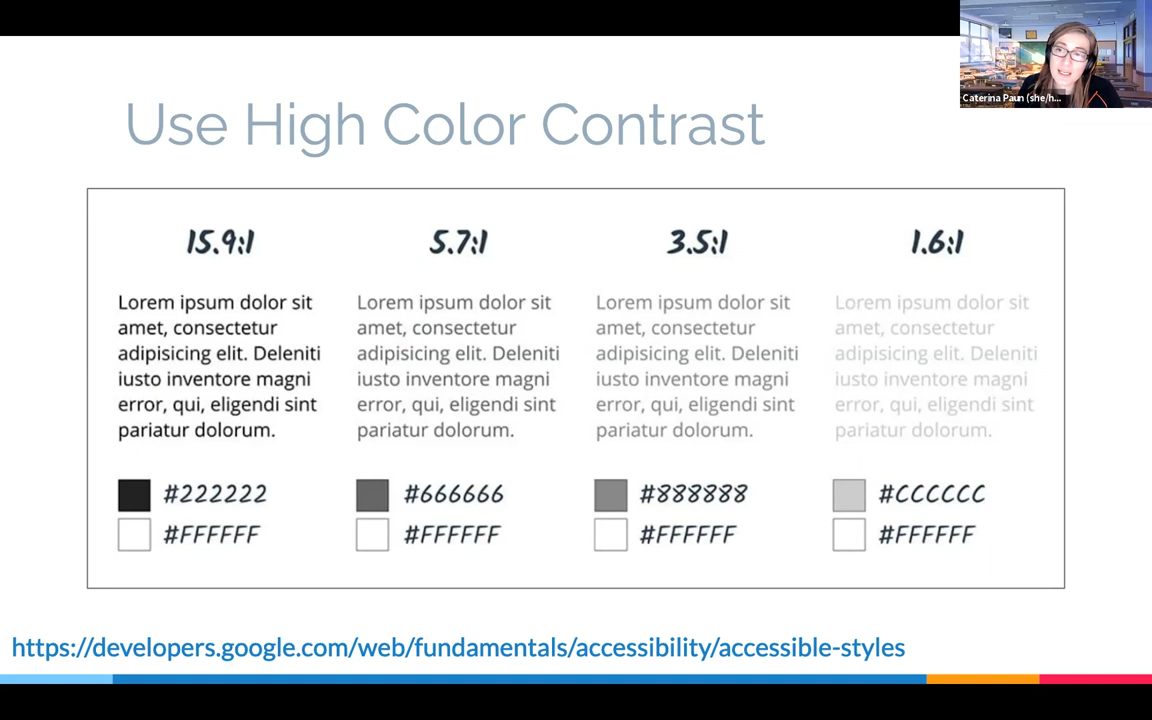 Caterina Paun (she/h...
Use High Color Contrast
15.9:1
Lorem ipsum dolor sit
amet, consectetur
adipisicing elit. Deleniti
iusto inventore magni
error, qui, eligendi sint
pariatur dolorum.
#222222
#FFFFFF
5.7:1
Lorem ipsum dolor sit
amet, consectetur
adipisicing elit. Deleniti
iusto inventore magni
error, qui, eligendi sint
pariatur dolorum.
#666666
#FFFFFF
3.5:1
Lorem ipsum dolor sit
amet, consectetur
adipisicing elit. Deleniti
iusto inventore magni
error, qui, eligendi sint
pariatur dolorum.
#888888
#FFFFFF
1.6:1
Lorem ipsum dolor sit
amet, consectetur
adipisicing elit. Deleniti
iusto inventore magni
error, qui, eligendi sint
pariatur dolorum.
#CCCCCC
#FFFFFF
https://developers.google.com/web/fundamentals/accessibility/accessible-styles